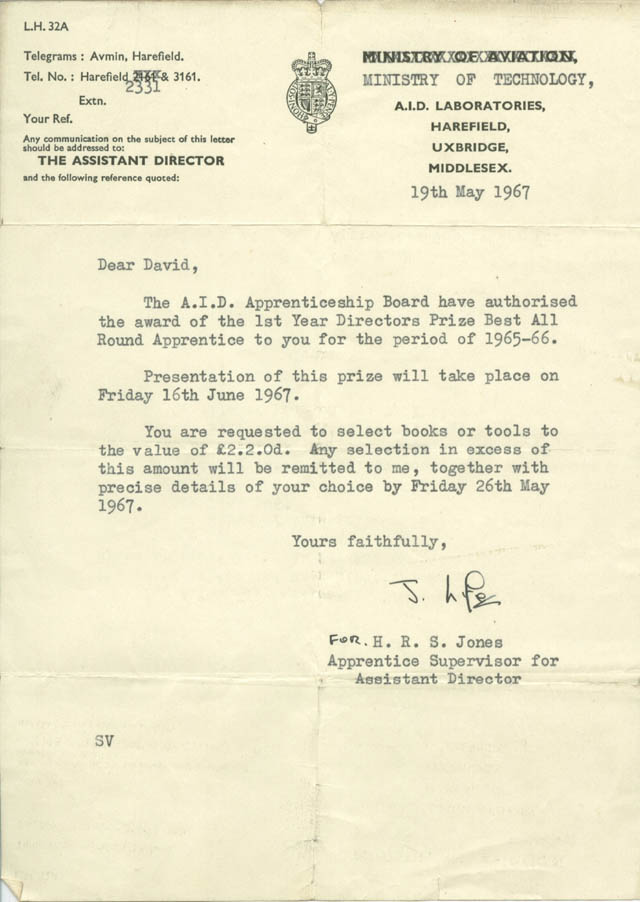 L.H. 32A
Telegrams : Avmin, Harefield.
Tel. No. : Harefield 2161 & 3161.
2331
Extn.
Your Ref.
Any communication on the subject of this letter
should be addressed to:
THE ASSISTANT DIRECTOR
and the following reference quoted:
MINISTRY OF AVIATION,
MINISTRY OF TECHNOLOGY,
A.I.D. LABORATORIES,
HAREFIELD,
UXBRIDGE,
MIDDLESEX.
19th May 1967
Dear David,
The A.I.D. Apprenticeship Board have authorised
the award of the 1st Year Directors Prize Best All
Round Apprentice to you for the period of 1965-66.
Presentation of this prize will take place on
Friday 16th June 1967.
You are requested to select books or tools to
the value of £2.2.0d. Any selection in excess of
this amount will be remitted to me, together with
precise details of your choice by Friday 26th May
1967.
Yours faithfully,
J.
FOR. H. R. S. Jones
Apprentice Supervisor for
Assistant Director
SV